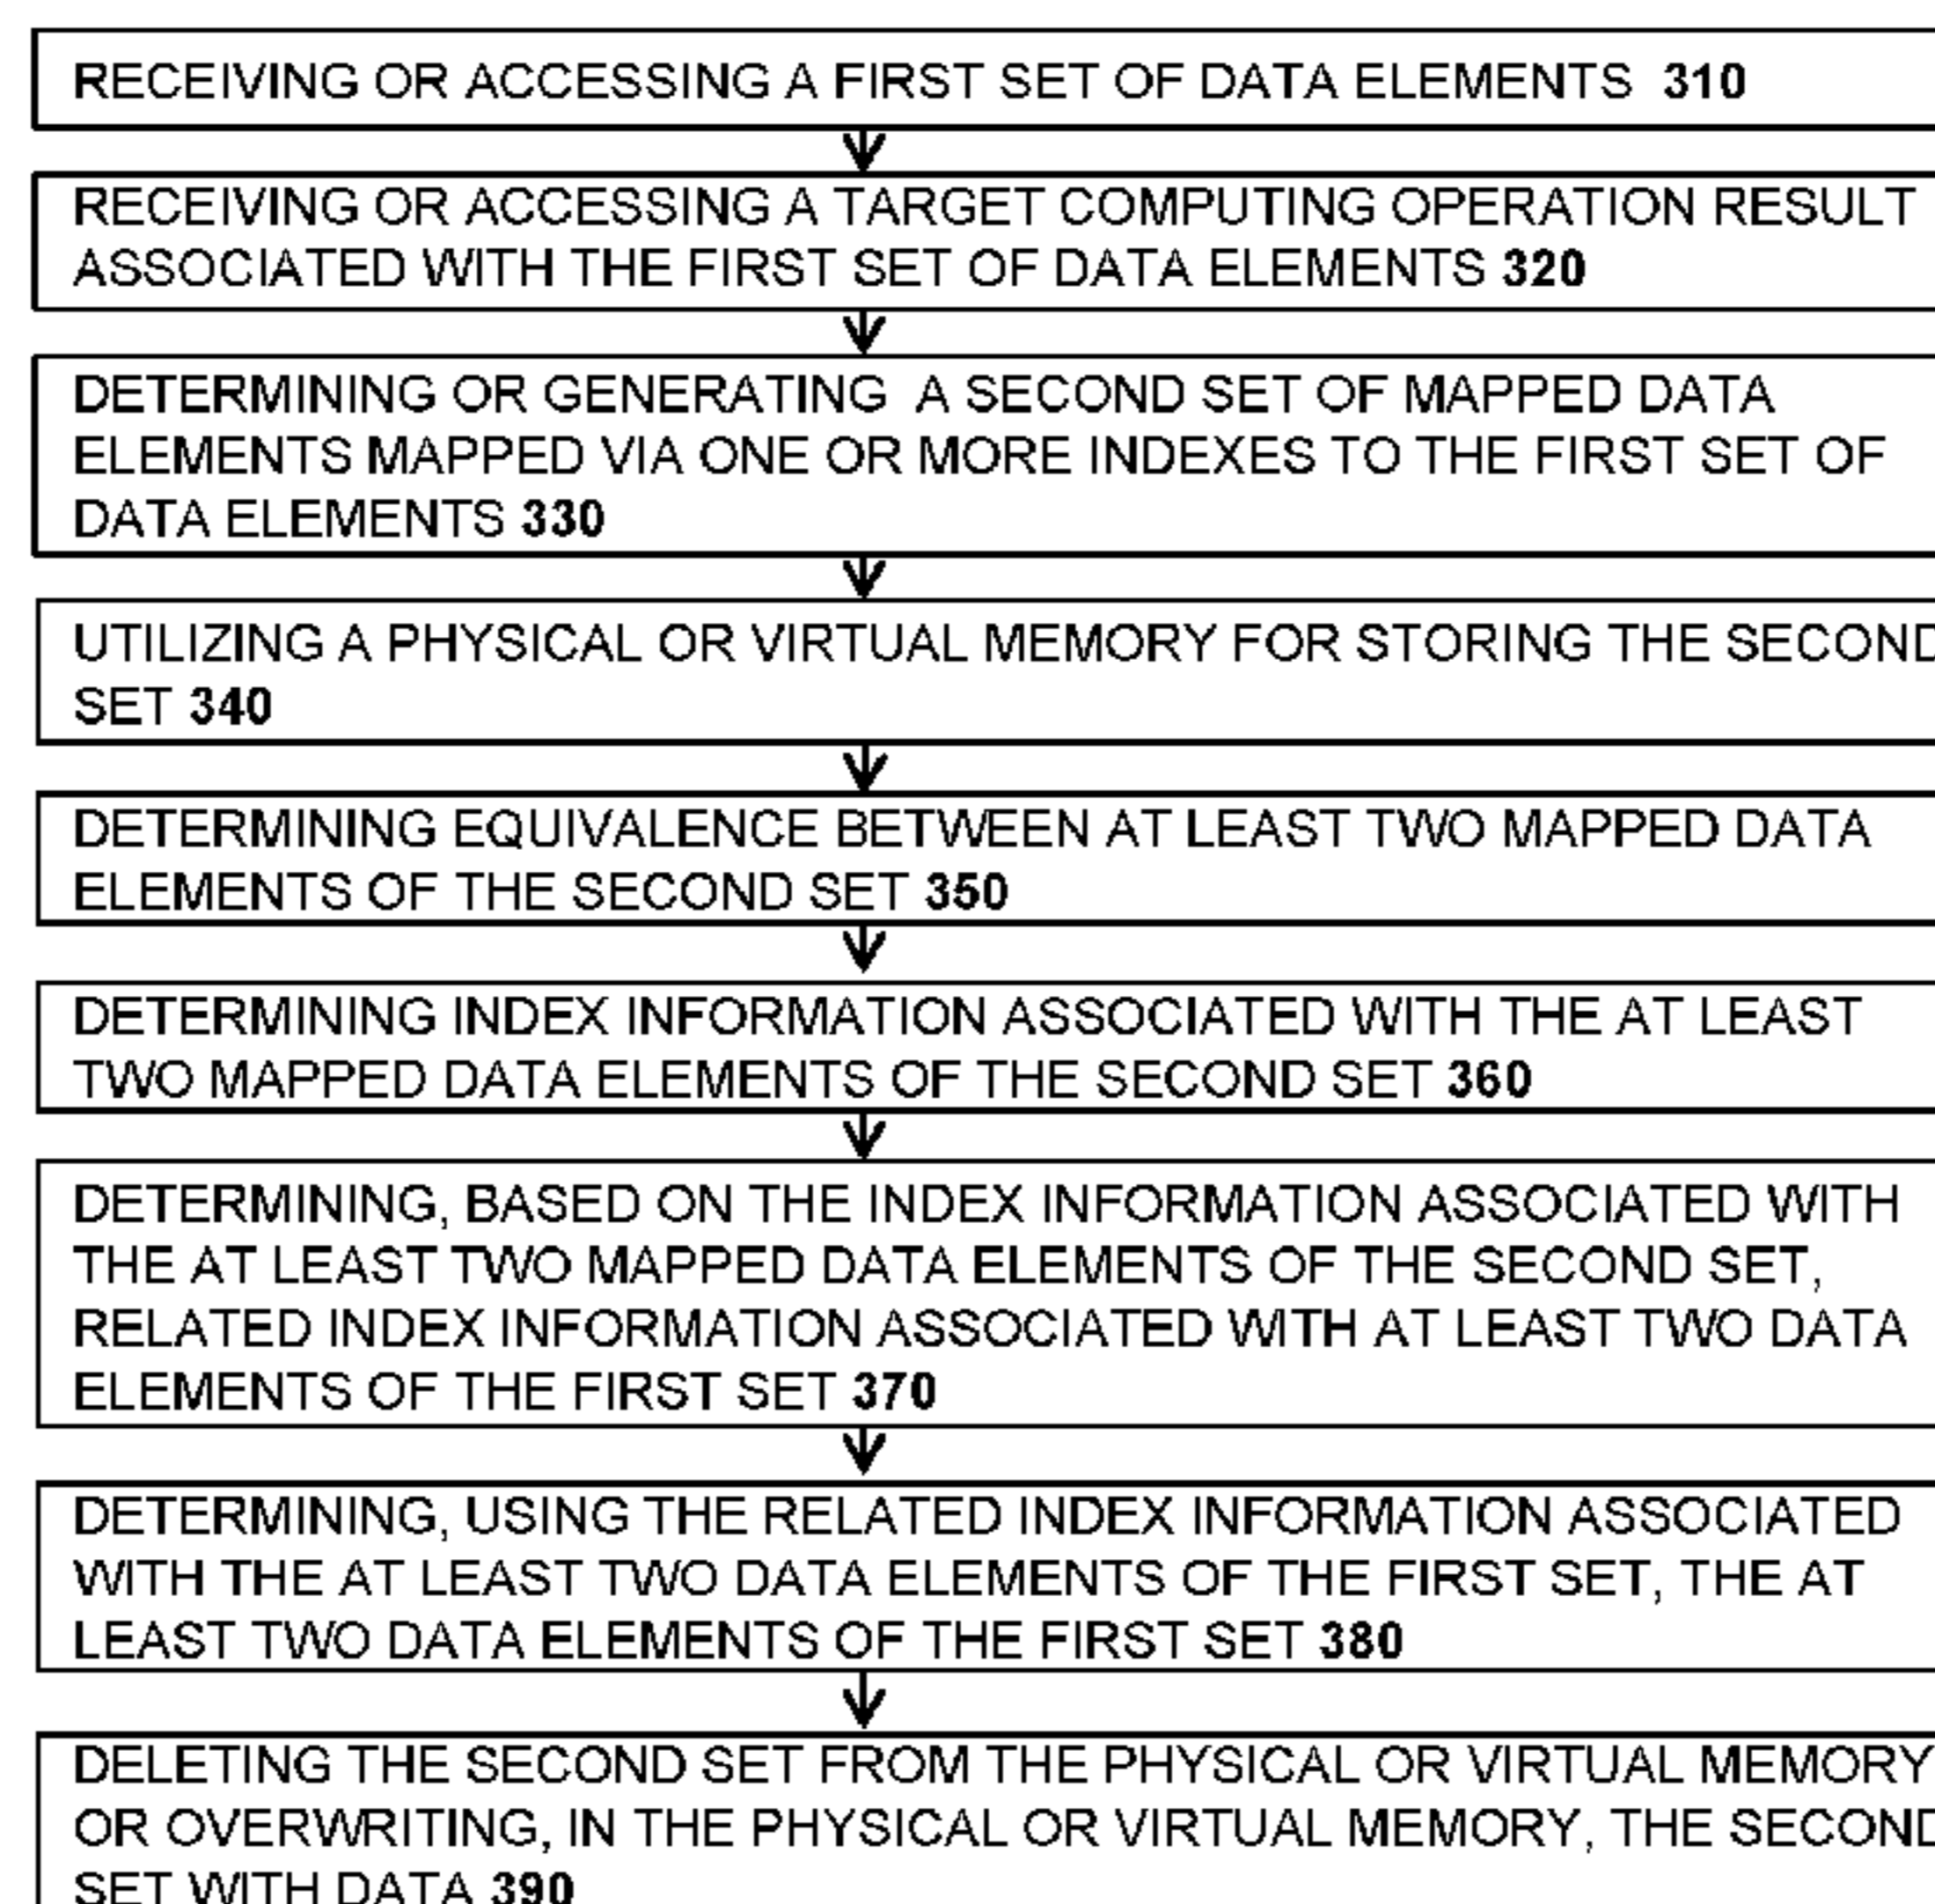 RECEIVING OR ACCESSING A FIRST SET OF DATA ELEMENTS 310
RECEIVING OR ACCESSING A TARGET COMPUTING OPERATION RESULT
ASSOCIATED WITH THE FIRST SET OF DATA ELEMENTS 320
DETERMINING OR GENERATING A SECOND SET OF MAPPED DATA
ELEMENTS MAPPED VIA ONE OR MORE INDEXES TO THE FIRST SET OF
DATA ELEMENTS 330
UTILIZING A PHYSICAL OR VIRTUAL MEMORY FOR STORING THE SECOND
SET 340
DETERMINING EQUIVALENCE BETWEEN AT LEAST TWO MAPPED DATA
ELEMENTS OF THE SECOND SET 350
DETERMINING INDEX INFORMATION ASSOCIATED WITH THE AT LEAST
TWO MAPPED DATA ELEMENTS OF THE SECOND SET 360
DETERMINING, BASED ON THE INDEX INFORMATION ASSOCIATED WITH
THE AT LEAST TWO MAPPED DATA ELEMENTS OF THE SECOND SET,
RELATED INDEX INFORMATION ASSOCIATED WITH AT LEAST TWO DATA
ELEMENTS OF THE FIRST SET 370
DETERMINING, USING THE RELATED INDEX INFORMATION ASSOCIATED
WITH THE AT LEAST TWO DATA ELEMENTS OF THE FIRST SET, THE AT
LEAST TWO DATA ELEMENTS OF THE FIRST SET 380
DELETING THE SECOND SET FROM THE PHYSICAL OR VIRTUAL MEMORY
OR OVERWRITING, IN THE PHYSICAL OR VIRTUAL MEMORY, THE SECOND
SET WITH DATA 390